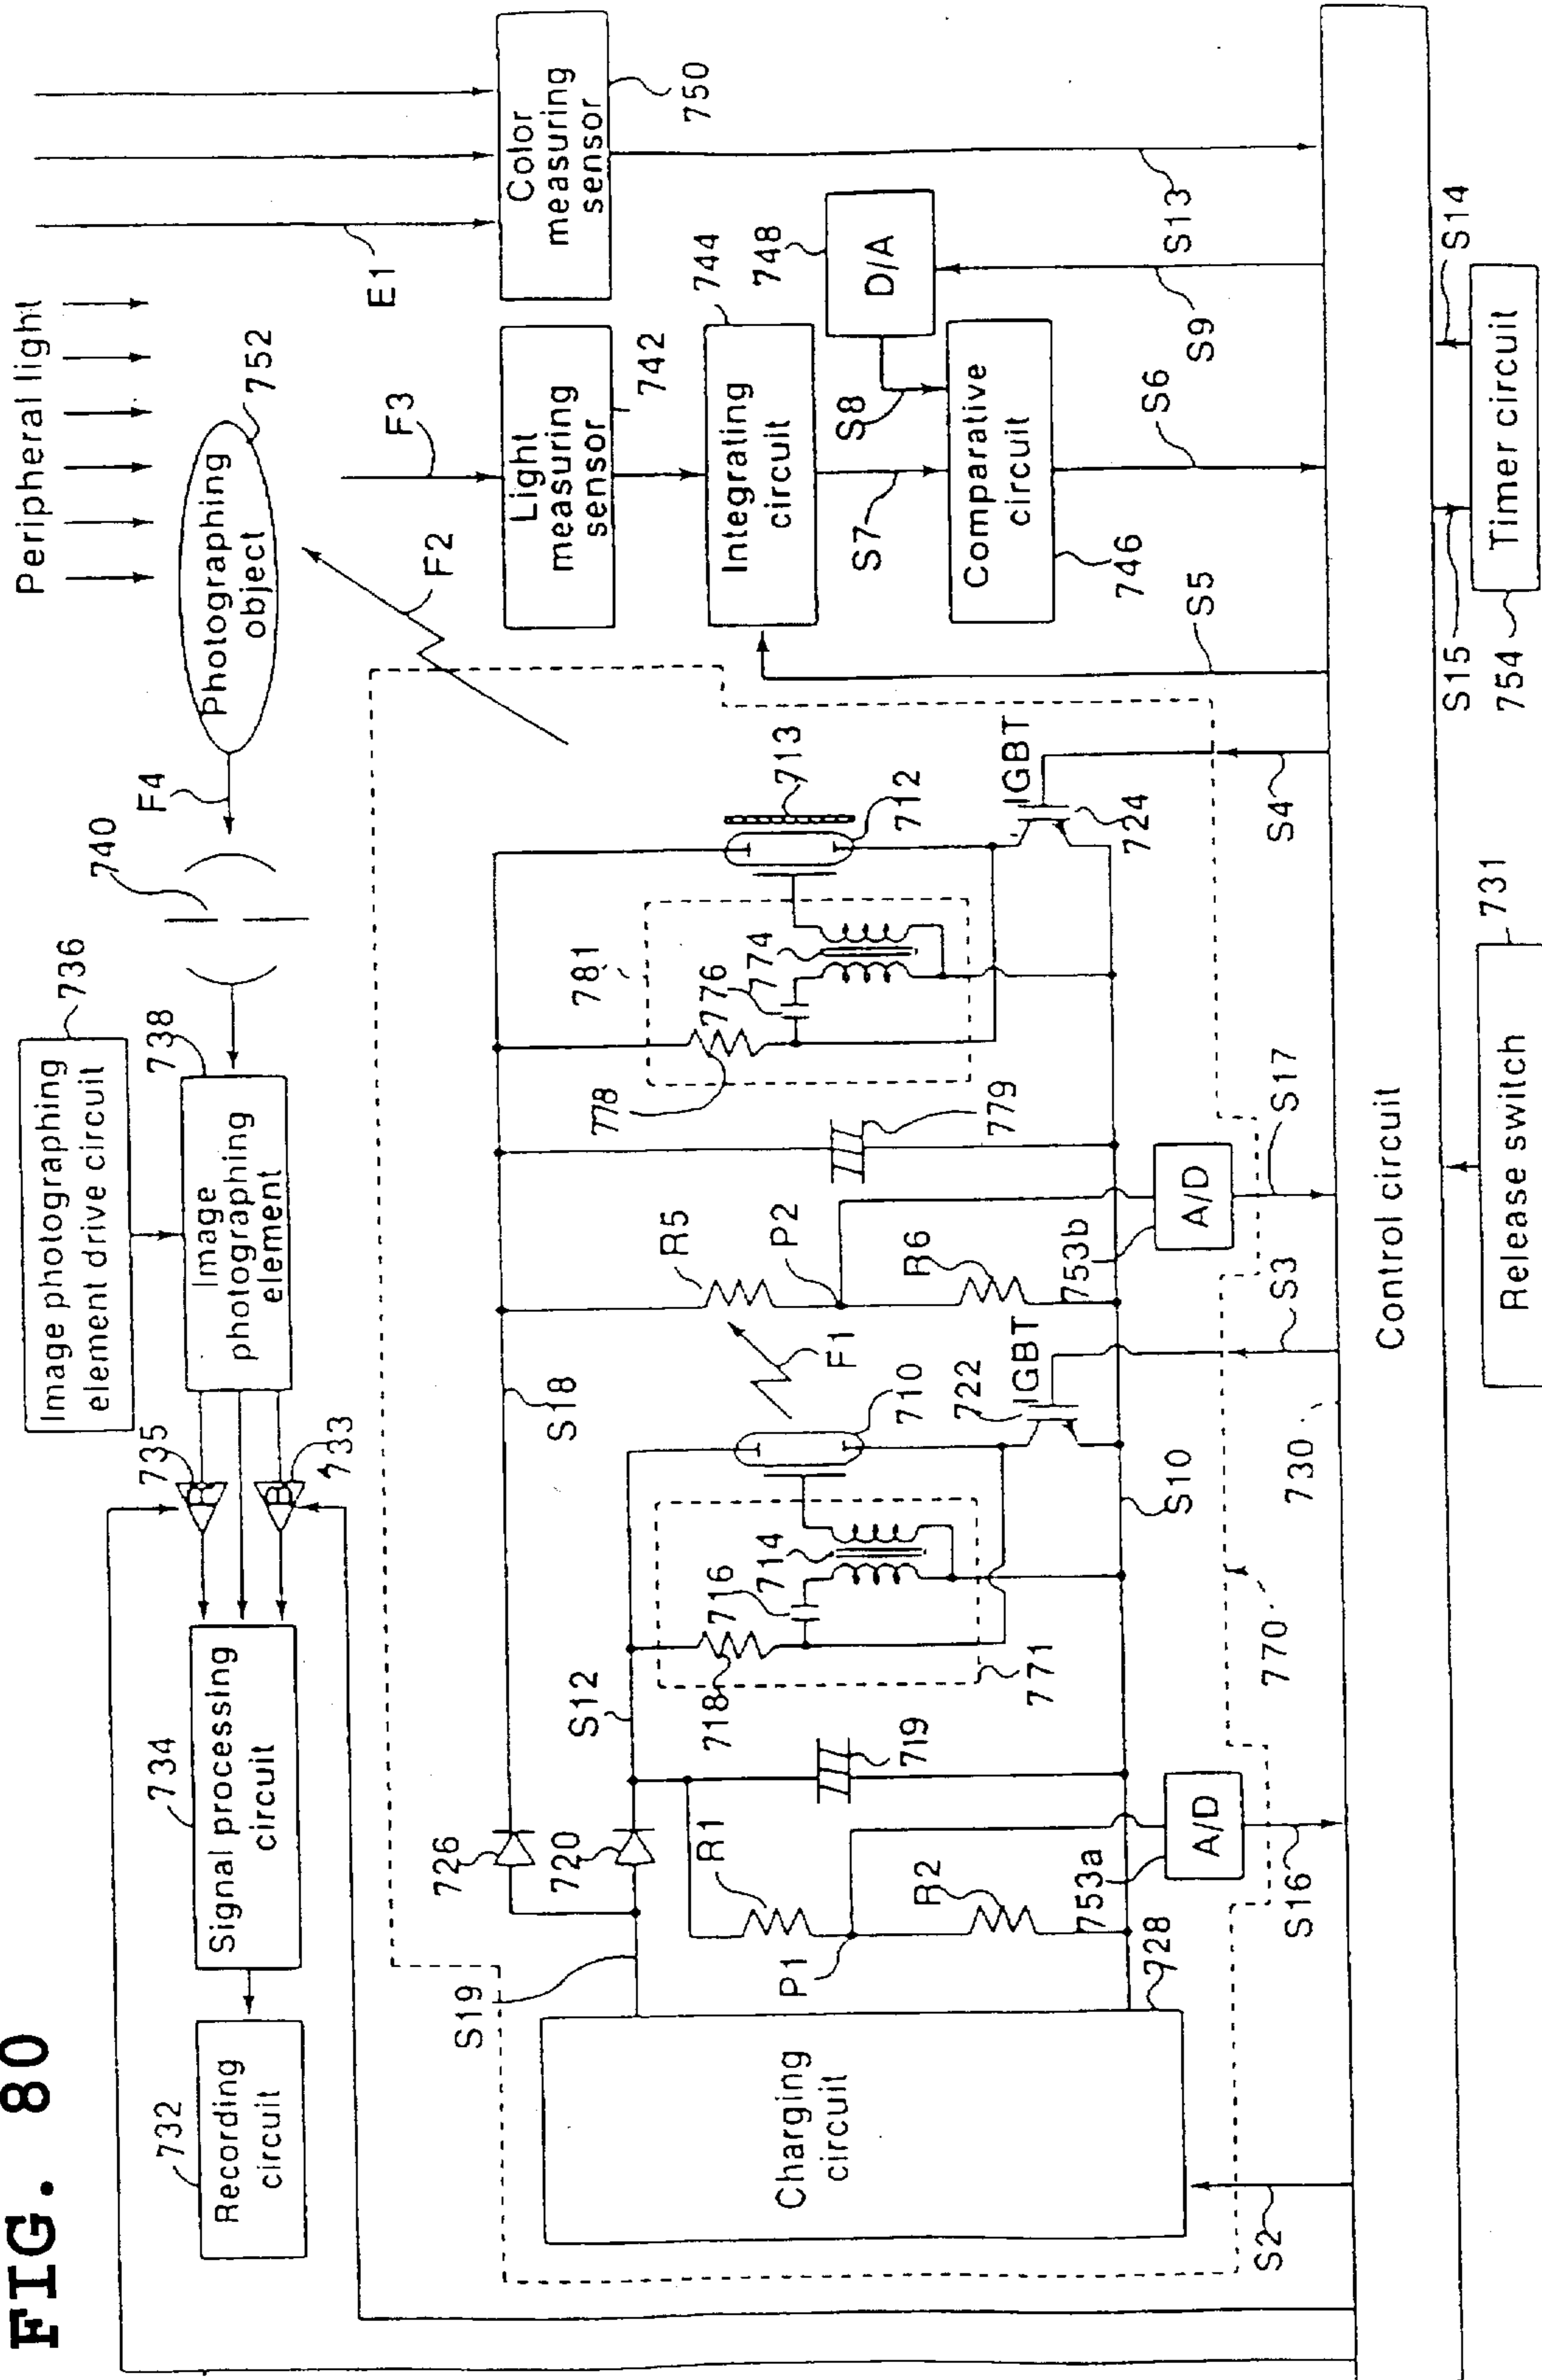 FIG. 80
Peripheral light
Photographing
object
752
F4
740
Image photographing
element drive circuit
736
738
Image
photographing
element
735
733
734
Signal processing
circuit
732
Recording
circuit
E1
F3
F2
Color
measuring
sensor
750
Light
measuring
sensor
742
744
Integrating
circuit
748
D/A
S8
S7
Comparative
circuit
746
S13
S9
S6
S5
S4
713
712
IGBT
724
781
776
774
778
779
R5
P2
R6
753b
A/D
S17
S18
F1
710
722
IGBT
S3
S10
716
714
718
771
S12
719
726
720
R1
R2
P1
753a
A/D
S16
770
730
S19
728
Charging
circuit
S2
Control circuit
S14
S15
Timer circuit
754
731
Release switch